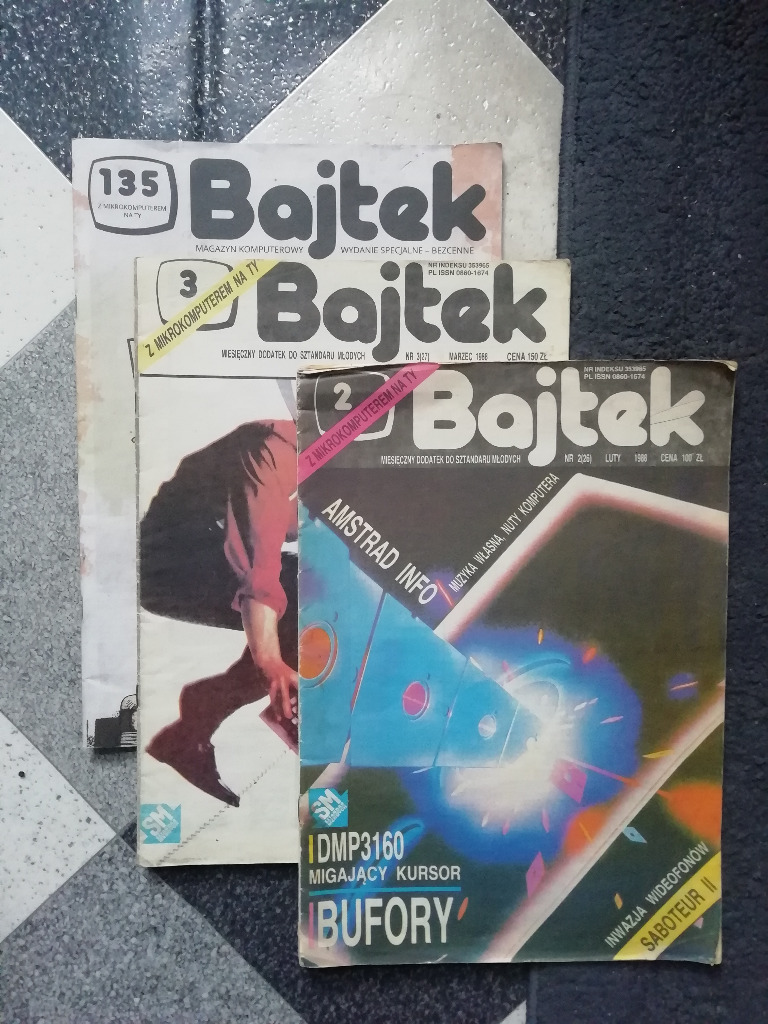 135
Z MIKROKOMPUTEREM
NA TY
Bajtek
MAGAZYN KOMPUTEROWY WYDANIE SPECJALNE – BEZCENNE
3
Z MIKROKOMPUTEREM NA TY
NR INDEKSU 353965
PL ISSN 0860-1674
Bajtek
MIESIĘCZNY DODATEK DO SZTANDARU MŁODYCH NR 3(27) MARZEC 1988 CENA 150 ZŁ
2
Z MIKROKOMPUTEREM NA TY
NR INDEKSU 353965
PL ISSN 0860-1674
Bajtek
MIESIĘCZNY DODATEK DO SZTANDARU MŁODYCH NR 2(26) LUTY 1988 CENA 100 ZŁ
AMSTRAD INFO
MUZYKA WŁASNA, NUTY KOMPUTERA
SM
SM
DMP3160
MIGAJĄCY KURSOR
BUFORY
INWAZJA WIDEOFONÓW
SABOTEUR II